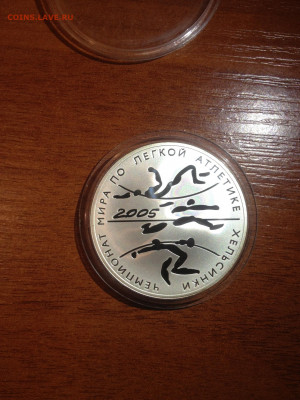 COINS.LAVE.RU
ЧЕМПИОНАТ МИРА ПО ЛЕГКОЙ АТЛЕТИКЕ ХЕЛЬСИНКИ
2005